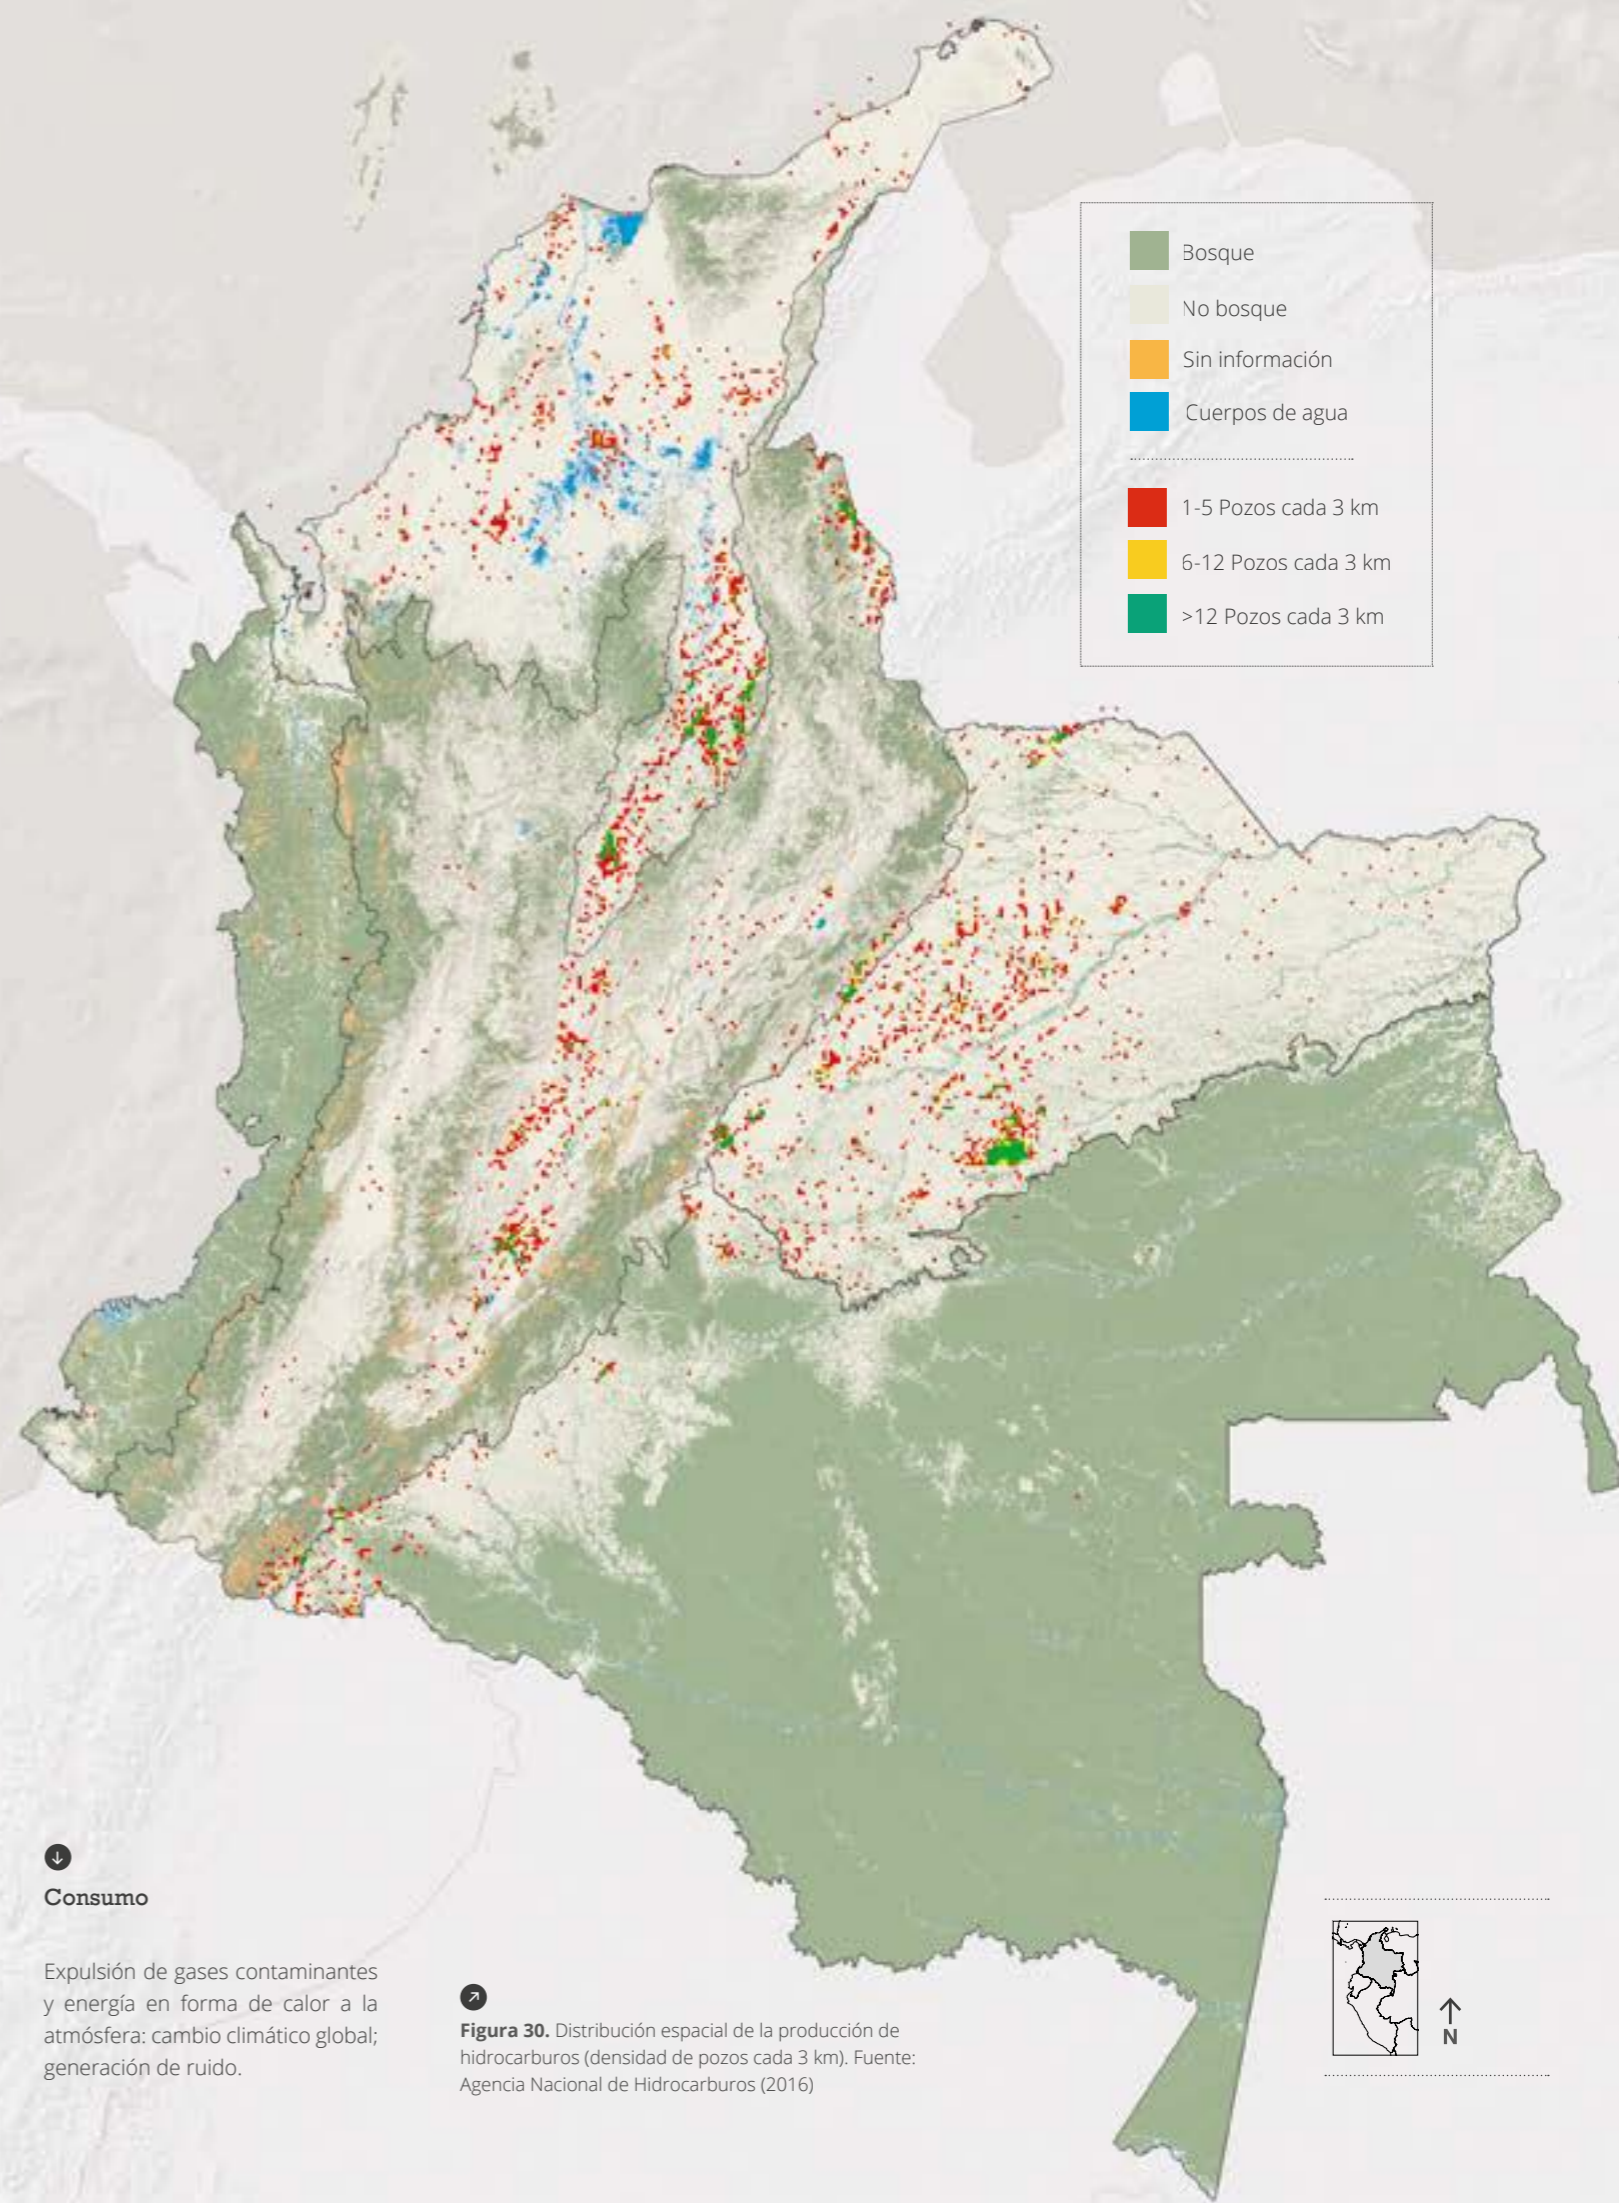 Bosque
No bosque
Sin información
Cuerpos de agua
1-5 Pozos cada 3 km
6-12 Pozos cada 3 km
>12 Pozos cada 3 km
Consumo
Expulsión de gases contaminantes
y energía en forma de calor a la
atmósfera: cambio climático global;
generación de ruido.
Figura 30. Distribución espacial de la producción de
hidrocarburos (densidad de pozos cada 3 km). Fuente:
Agencia Nacional de Hidrocarburos (2016)
N